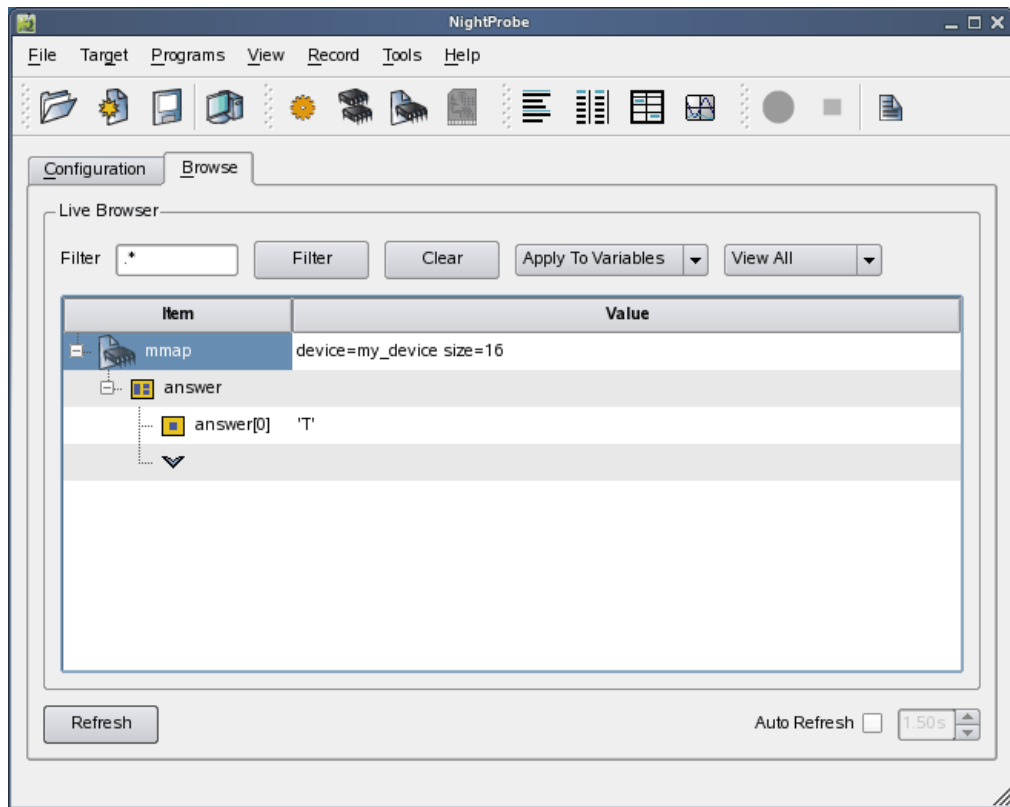 NightProbe
File Target Programs View Record Tools Help
Configuration Browse
Live Browser
Filter .* Filter Clear Apply To Variables View All
Item Value
mmap device=my_device size=16
answer
answer[0] 'T'
Refresh Auto Refresh 1.50s